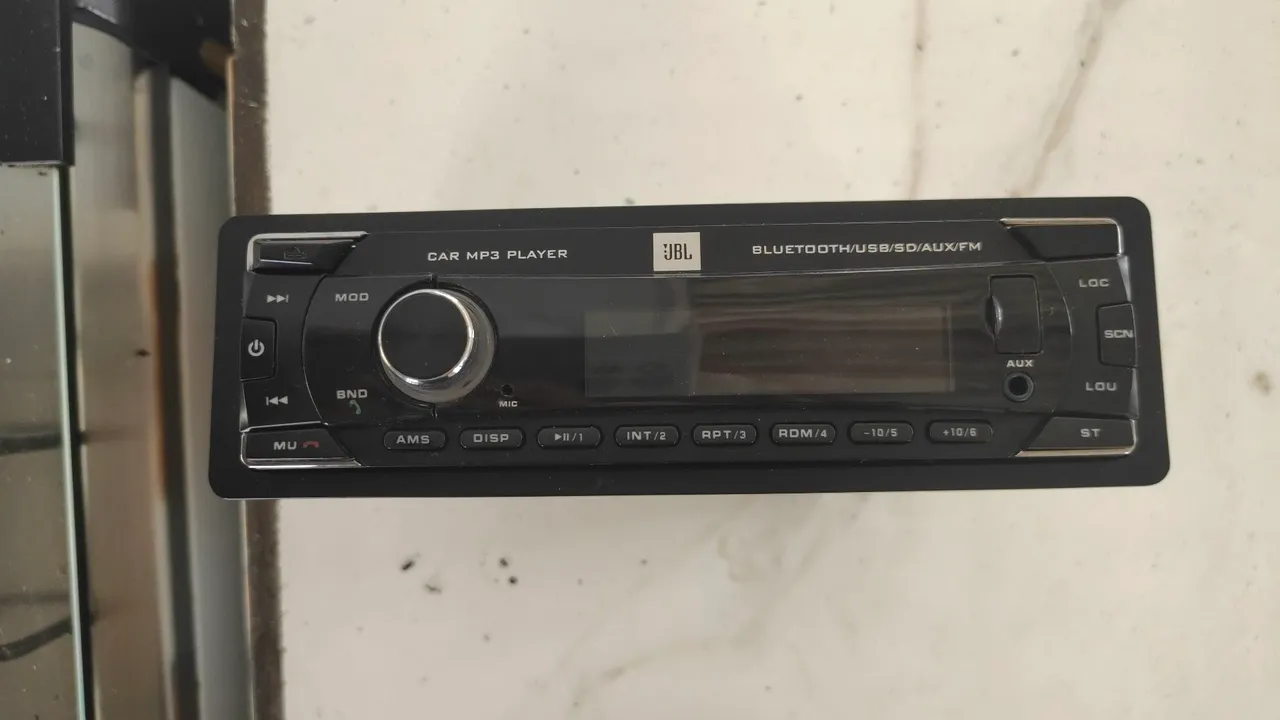 CAR MP3 PLAYER
JBL
BLUETOOTH/USB/SD/AUX/FM
MOD
LOC
SCN
AUX
LOU
BND
MIC
MU
AMS
DISP
▶II/1
INT/2
RPT/3
RDM/4
-10/5
+10/6
ST